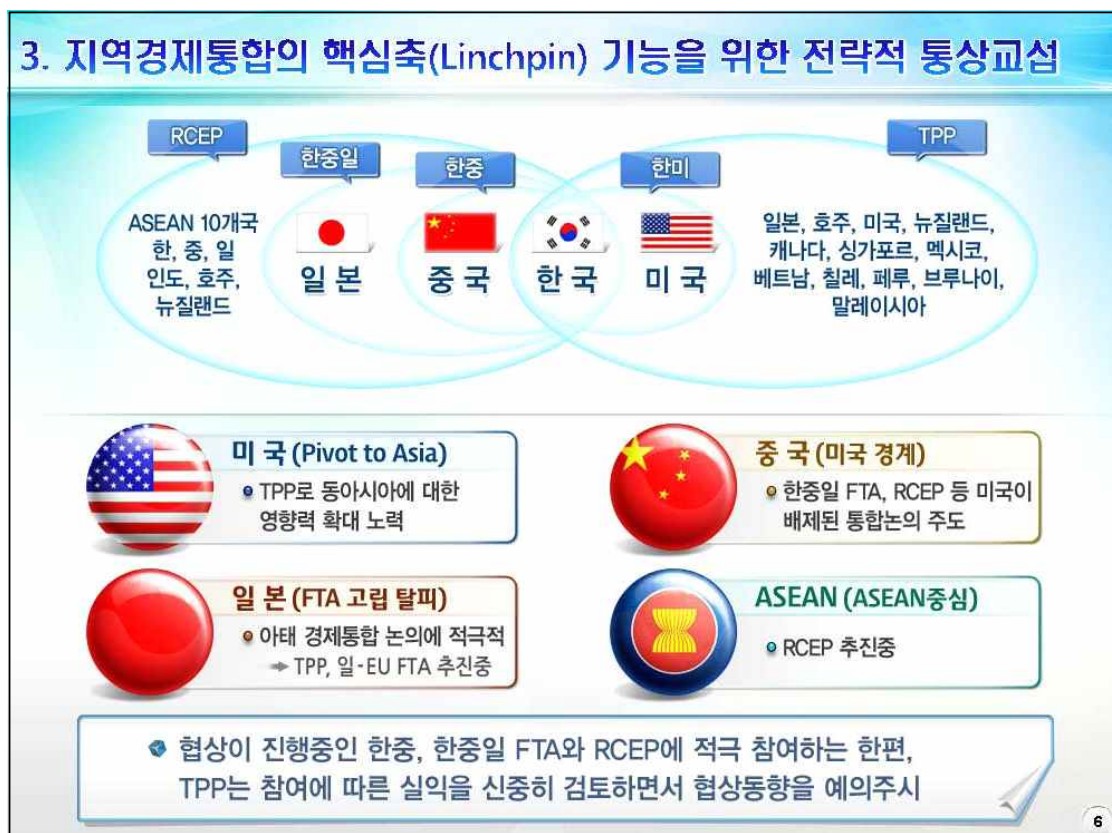 3. 지역경제통합의 핵심축(Linchpin) 기능을 위한 전략적 통상교섭
RCEP
한중일
한중
한미
TPP
ASEAN 10개국
한, 중, 일
인도, 호주,
뉴질랜드
일 본
중 국
한 국
미 국
일본, 호주, 미국, 뉴질랜드,
캐나다, 싱가포르, 멕시코,
베트남, 칠레, 페루, 브루나이,
말레이시아
미 국 (Pivot to Asia)
TPP로 동아시아에 대한
영향력 확대 노력
중 국 (미국 경계)
한중일 FTA, RCEP 등 미국이
배제된 통합논의 주도
일 본 (FTA 고립 탈피)
아태 경제통합 논의에 적극적
➔ TPP, 일-EU FTA 추진중
ASEAN (ASEAN중심)
RCEP 추진중
협상이 진행중인 한중, 한중일 FTA와 RCEP에 적극 참여하는 한편,
TPP는 참여에 따른 실익을 신중히 검토하면서 협상동향을 예의주시
6